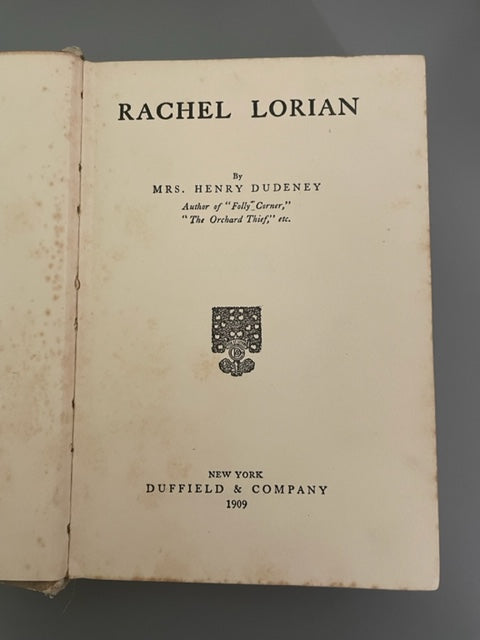 RACHEL LORIAN
By
MRS. HENRY DUDENEY
Author of "Folly Corner,"
"The Orchard Thief," etc.
NEW YORK
DUFFIELD & COMPANY
1909